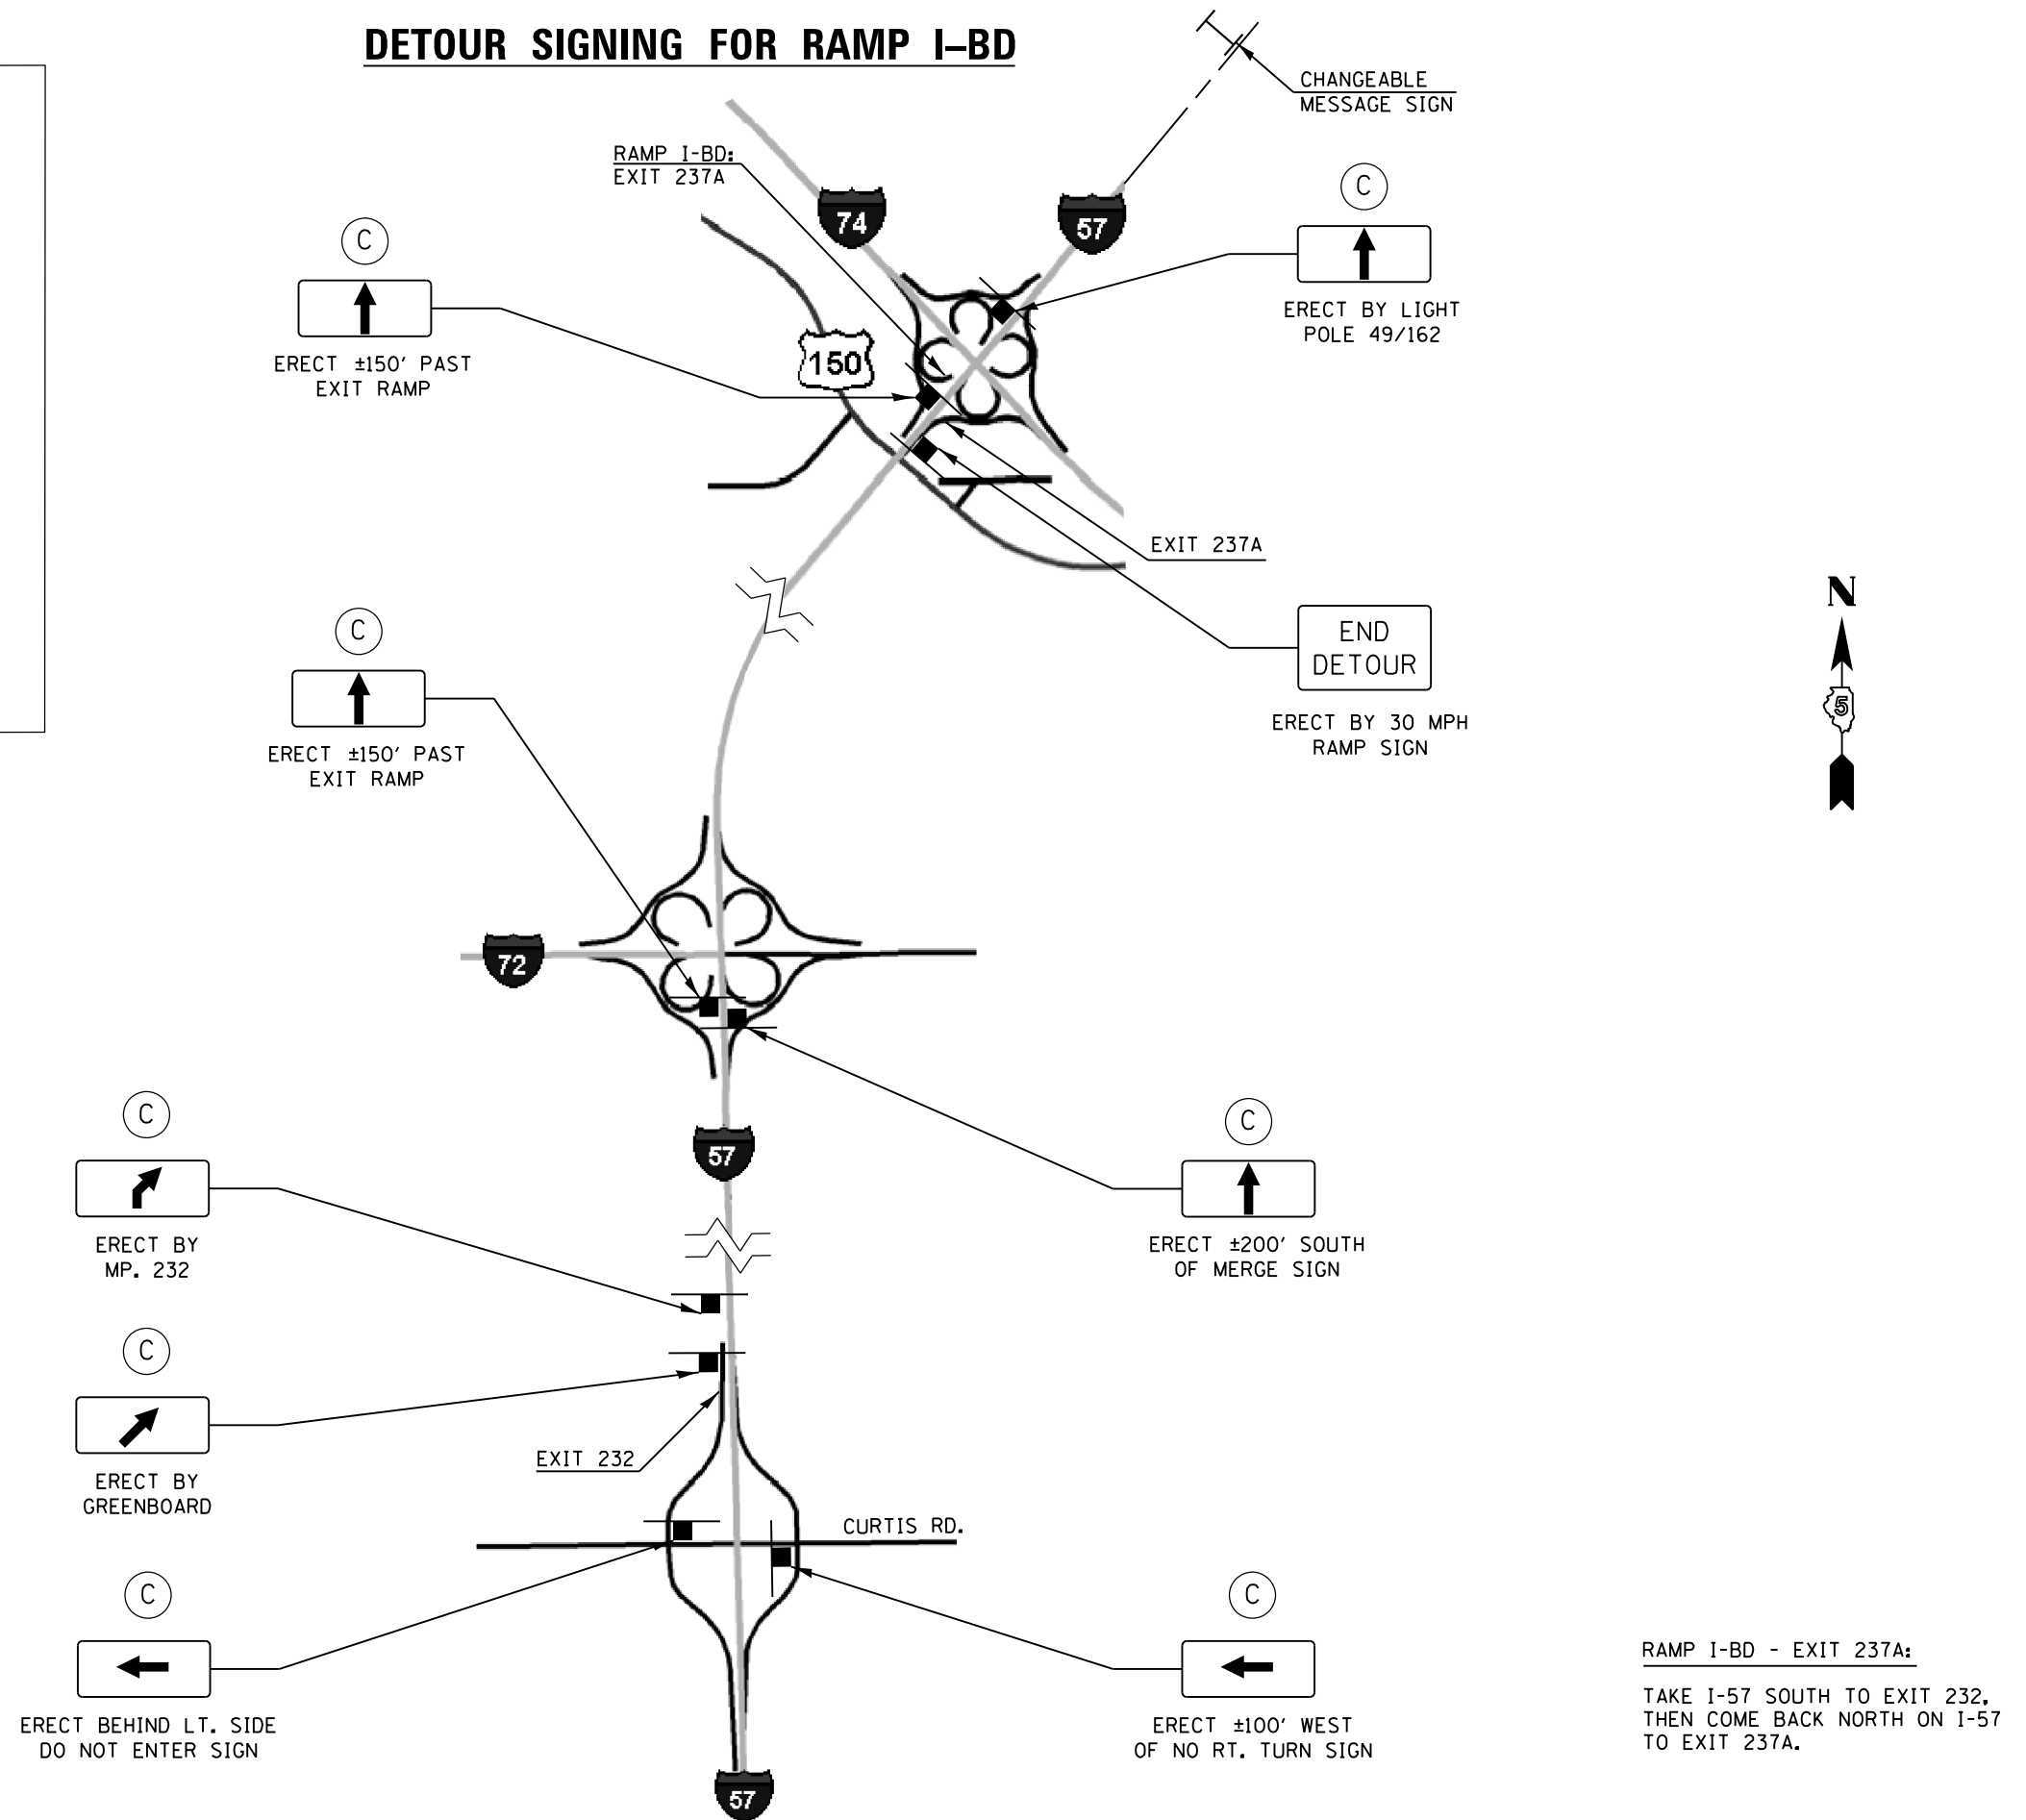 DETOUR SIGNING FOR RAMP I–BD
CHANGEABLE
MESSAGE SIGN
RAMP I-BD:
EXIT 237A
74
57
C
ERECT BY LIGHT
POLE 49/162
C
ERECT ±150' PAST
EXIT RAMP
150
EXIT 237A
END
DETOUR
ERECT BY 30 MPH
RAMP SIGN
N
5
C
ERECT ±150' PAST
EXIT RAMP
72
57
C
ERECT BY
MP. 232
C
ERECT ±200' SOUTH
OF MERGE SIGN
C
ERECT BY
GREENBOARD
EXIT 232
CURTIS RD.
C
ERECT BEHIND LT. SIDE
DO NOT ENTER SIGN
C
ERECT ±100' WEST
OF NO RT. TURN SIGN
57
RAMP I-BD - EXIT 237A:
TAKE I-57 SOUTH TO EXIT 232,
THEN COME BACK NORTH ON I-57
TO EXIT 237A.